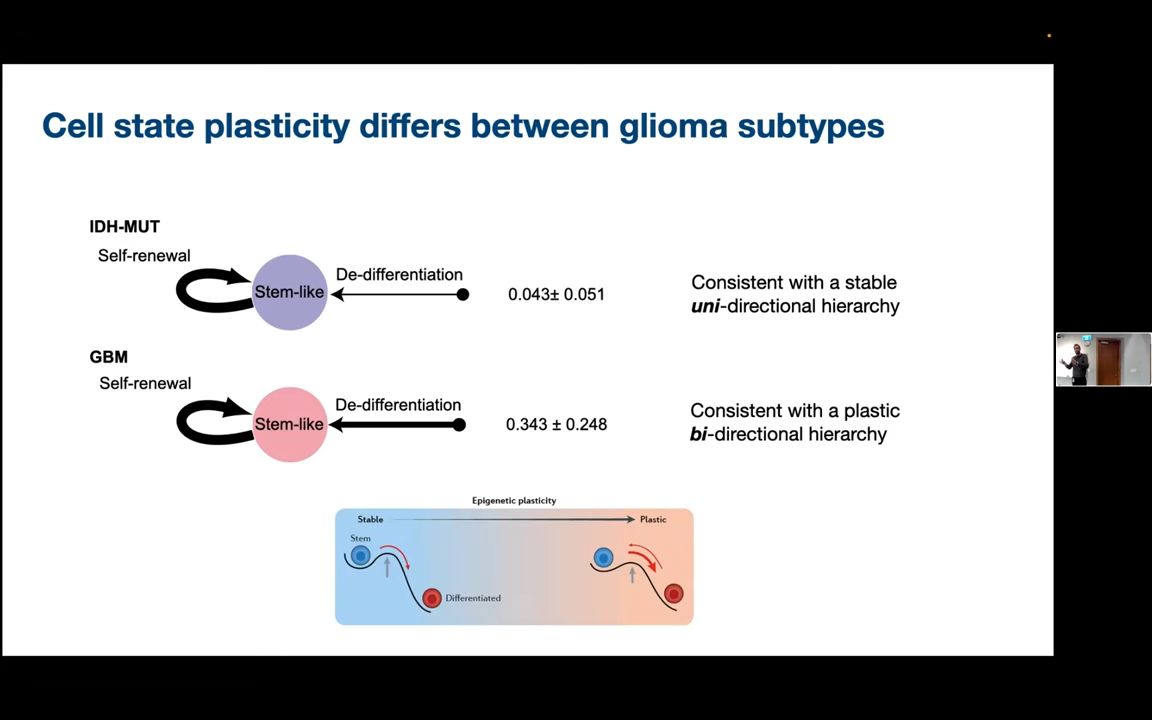 Cell state plasticity differs between glioma subtypes
IDH-MUT
Self-renewal
Stem-like
De-differentiation
0.043± 0.051
Consistent with a stable
uni-directional hierarchy
GBM
Self-renewal
Stem-like
De-differentiation
0.343 ± 0.248
Consistent with a plastic
bi-directional hierarchy
Epigenetic plasticity
Stable
Plastic
Stem
Differentiated